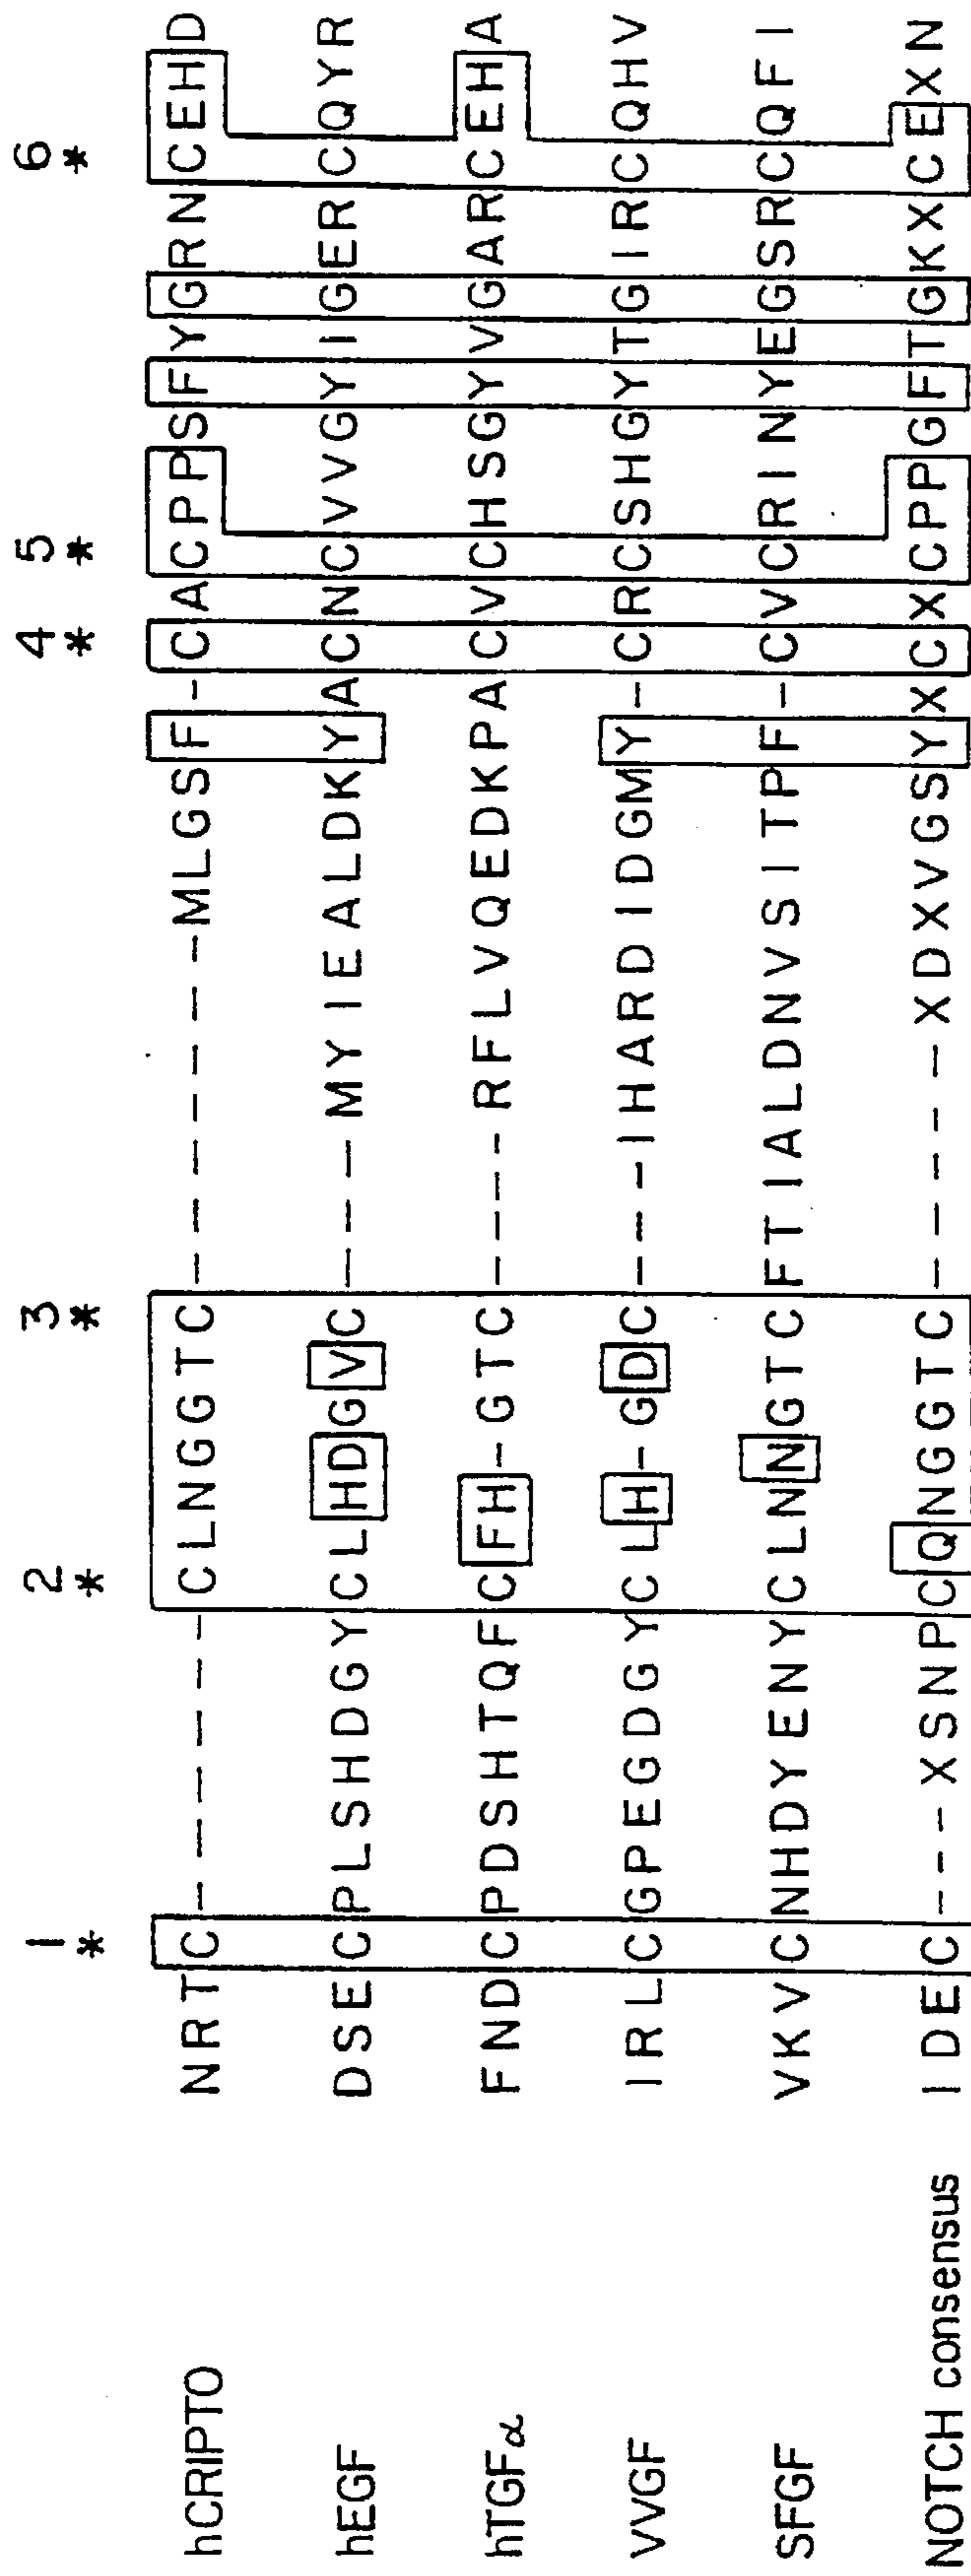 1 2 3 4 5 6
* * * * * *
hCRIPTO NRTC------CLNGGTC-------MLGSF-CACPPSFYGRNCEHD
hEGF DSECPLSHDGYCLHDGVC----MYIEALDKYACNCVVGYIGERCQYR
hTGFα FNDCPDSHTQFCFH-GTC----RFLVQEDKPACVCHSGYVGARCEHA
VVGF IRLCGPEGDGYCLH-GDC----IHARDIDGMY-CRCSHGYTGIRCQHV
SFGF VKVCNHDYENYCLNNGTCFTIALDNVSITPF-CVCRINYEGSRCQFI
NOTCH consensus IDEC---XSNPCQNGGTC-----XDXVGSYXCXCPPGFTGKXCEXN